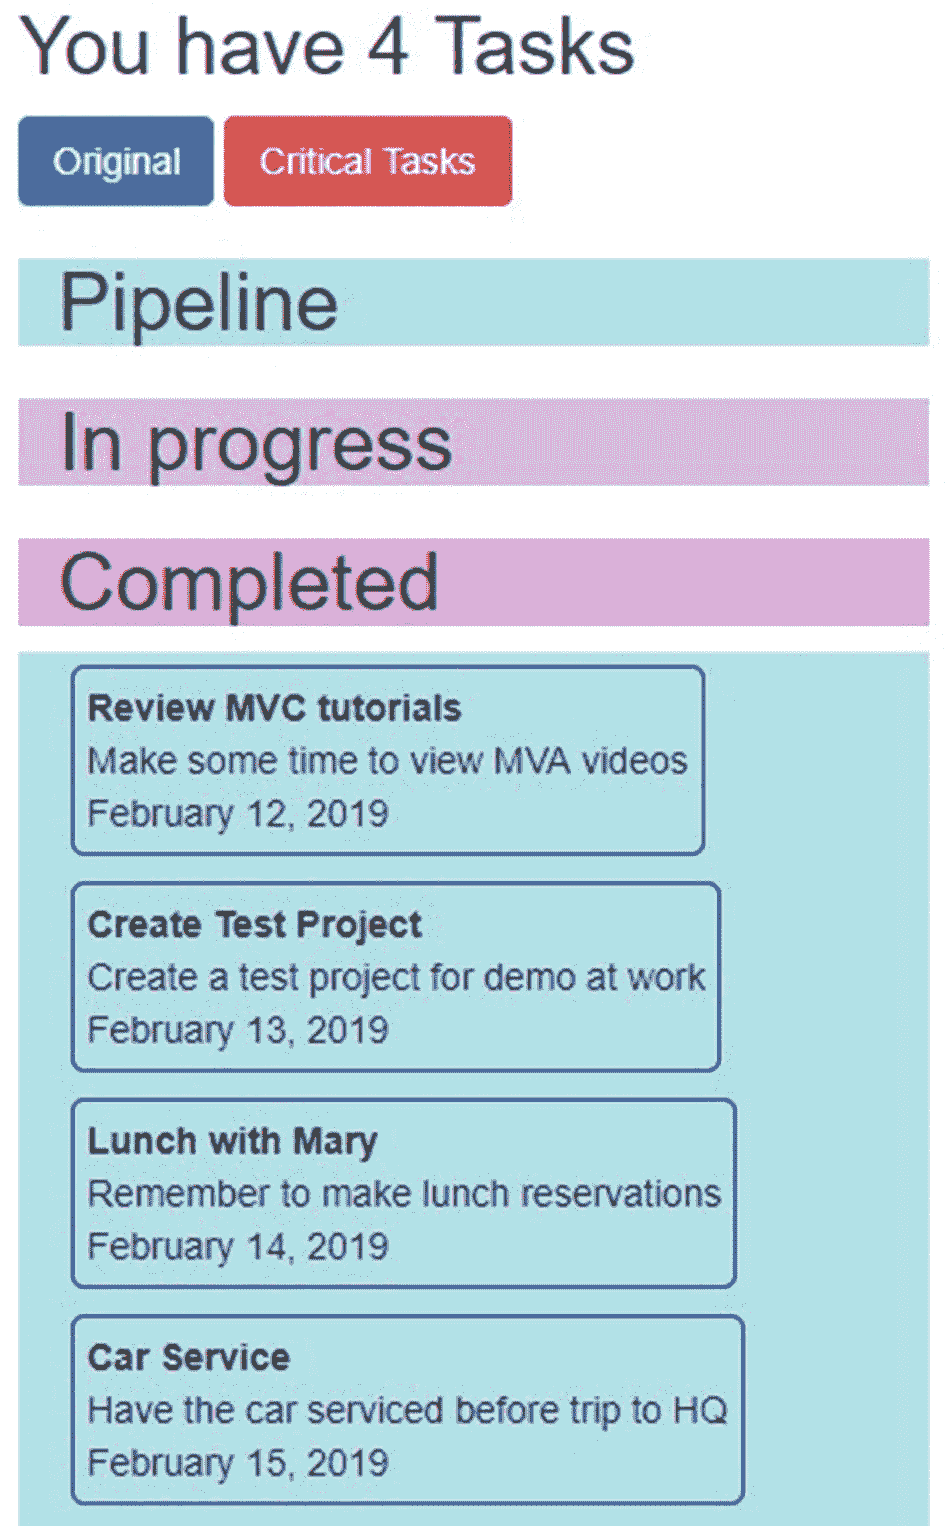 You have 4 Tasks
Original Critical Tasks
Pipeline
In progress
Completed
Review MVC tutorials
Make some time to view MVA videos
February 12, 2019
Create Test Project
Create a test project for demo at work
February 13, 2019
Lunch with Mary
Remember to make lunch reservations
February 14, 2019
Car Service
Have the car serviced before trip to HQ
February 15, 2019